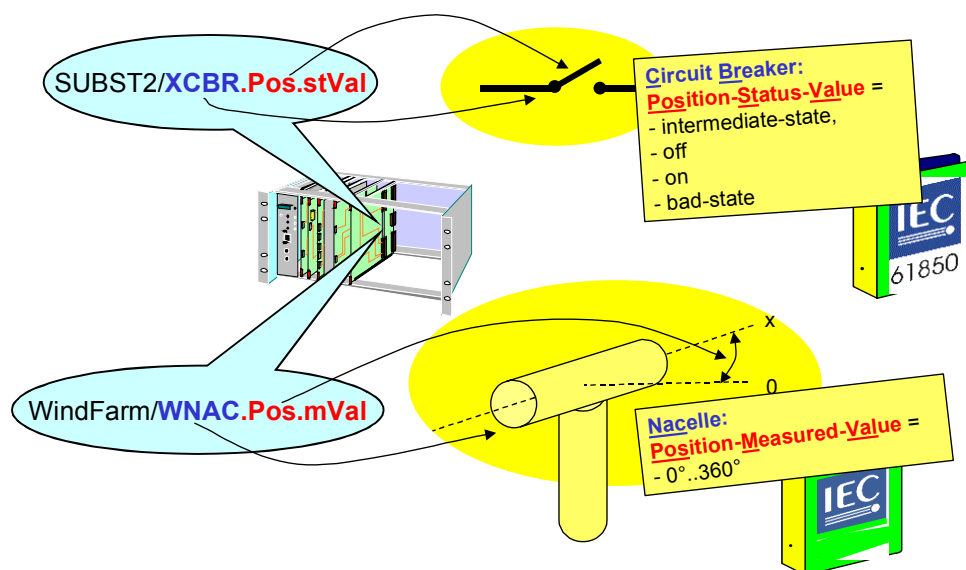 SUBST2/XCBR.Pos.stVal
Circuit Breaker:
Position-Status-Value =
- intermediate-state,
- off
- on
- bad-state
IEC
61850
x
0
WindFarm/WNAC.Pos.mVal
Nacelle:
Position-Measured-Value =
- 0°..360°
IEC